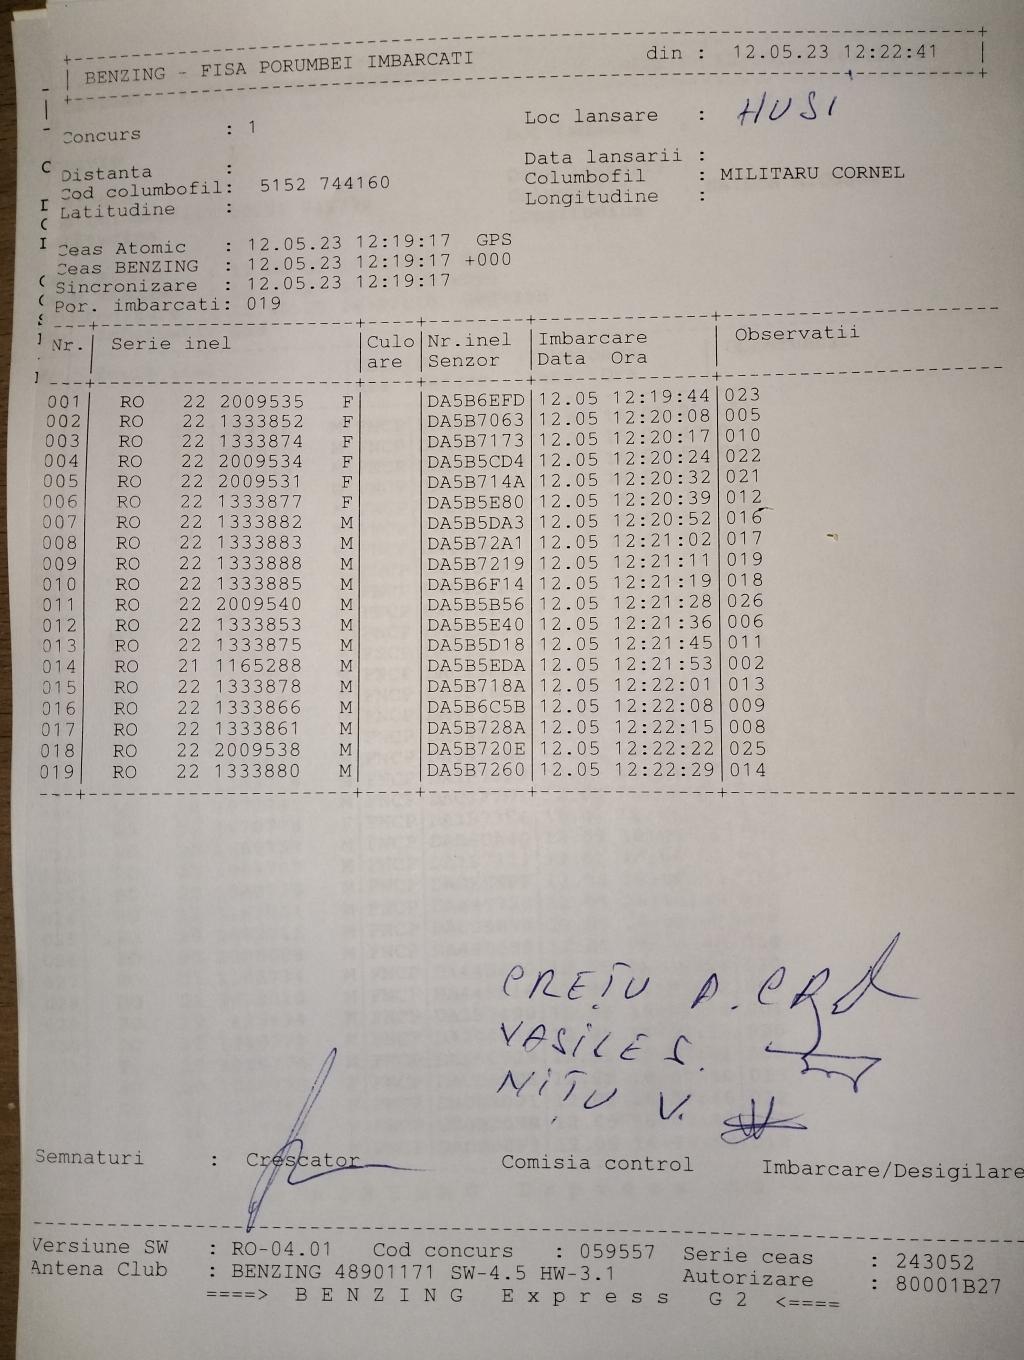 BENZING - FISA PORUMBEI IMBARCATI din : 12.05.23 12:22:41
Concurs : 1 Loc lansare : HUSI
Distanta : Data lansarii :
Cod columbofil: 5152 744160 Columbofil : MILITARU CORNEL
Latitudine : Longitudine :
Ceas Atomic : 12.05.23 12:19:17 GPS
Ceas BENZING : 12.05.23 12:19:17 +000
Sincronizare : 12.05.23 12:19:17
Por. imbarcati: 019
Nr. Serie inel Culo Nr.inel Imbarcare Observatii
are Senzor Data Ora
001 RO 22 2009535 F DA5B6EFD 12.05 12:19:44 023
002 RO 22 1333852 F DA5B7063 12.05 12:20:08 005
003 RO 22 1333874 F DA5B7173 12.05 12:20:17 010
004 RO 22 2009534 F DA5B5CD4 12.05 12:20:24 022
005 RO 22 2009531 F DA5B714A 12.05 12:20:32 021
006 RO 22 1333877 F DA5B5E80 12.05 12:20:39 012
007 RO 22 1333882 M DA5B5DA3 12.05 12:20:52 016
008 RO 22 1333883 M DA5B72A1 12.05 12:21:02 017
009 RO 22 1333888 M DA5B7219 12.05 12:21:11 019
010 RO 22 1333885 M DA5B6F14 12.05 12:21:19 018
011 RO 22 2009540 M DA5B5B56 12.05 12:21:28 026
012 RO 22 1333853 M DA5B5E40 12.05 12:21:36 006
013 RO 22 1333875 M DA5B5D18 12.05 12:21:45 011
014 RO 21 1165288 M DA5B5EDA 12.05 12:21:53 002
015 RO 22 1333878 M DA5B718A 12.05 12:22:01 013
016 RO 22 1333866 M DA5B6C5B 12.05 12:22:08 009
017 RO 22 1333861 M DA5B728A 12.05 12:22:15 008
018 RO 22 2009538 M DA5B720E 12.05 12:22:22 025
019 RO 22 1333880 M DA5B7260 12.05 12:22:29 014
CREȚU A.
VASILE S.
NIȚU V.
Semnaturi : Crescator Comisia control Imbarcare/Desigilare
Versiune SW : RO-04.01 Cod concurs : 059557 Serie ceas : 243052
Antena Club : BENZING 48901171 SW-4.5 HW-3.1 Autorizare : 80001B27
====> B E N Z I N G E x p r e s s G 2 <====